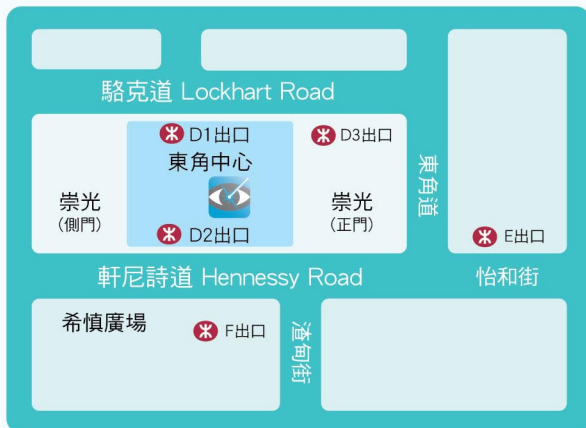 駱克道 Lockhart Road
D1出口
D3出口
東角中心
東角道
崇光
(側門)
崇光
(正門)
D2出口
E出口
軒尼詩道 Hennessy Road
怡和街
希慎廣場
F出口
渣甸街